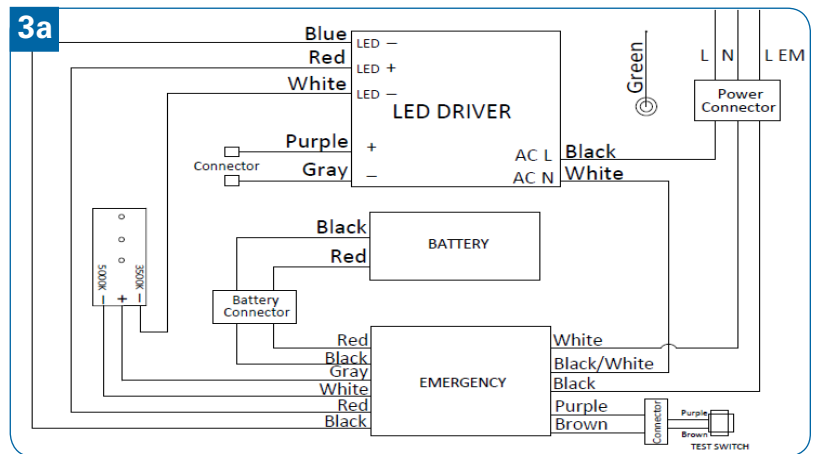 3a
Blue
Red
White
LED −
LED +
LED −
LED DRIVER
Purple
Gray
+
−
Connector
AC L
AC N
Black
White
Green
L N L EM
Power
Connector
Black
Red
BATTERY
Battery
Connector
5000K − + − 3500K
Red
Black
Gray
White
Red
Black
EMERGENCY
White
Black/White
Black
Purple
Brown
Connector
Purple
Brown
TEST SWITCH